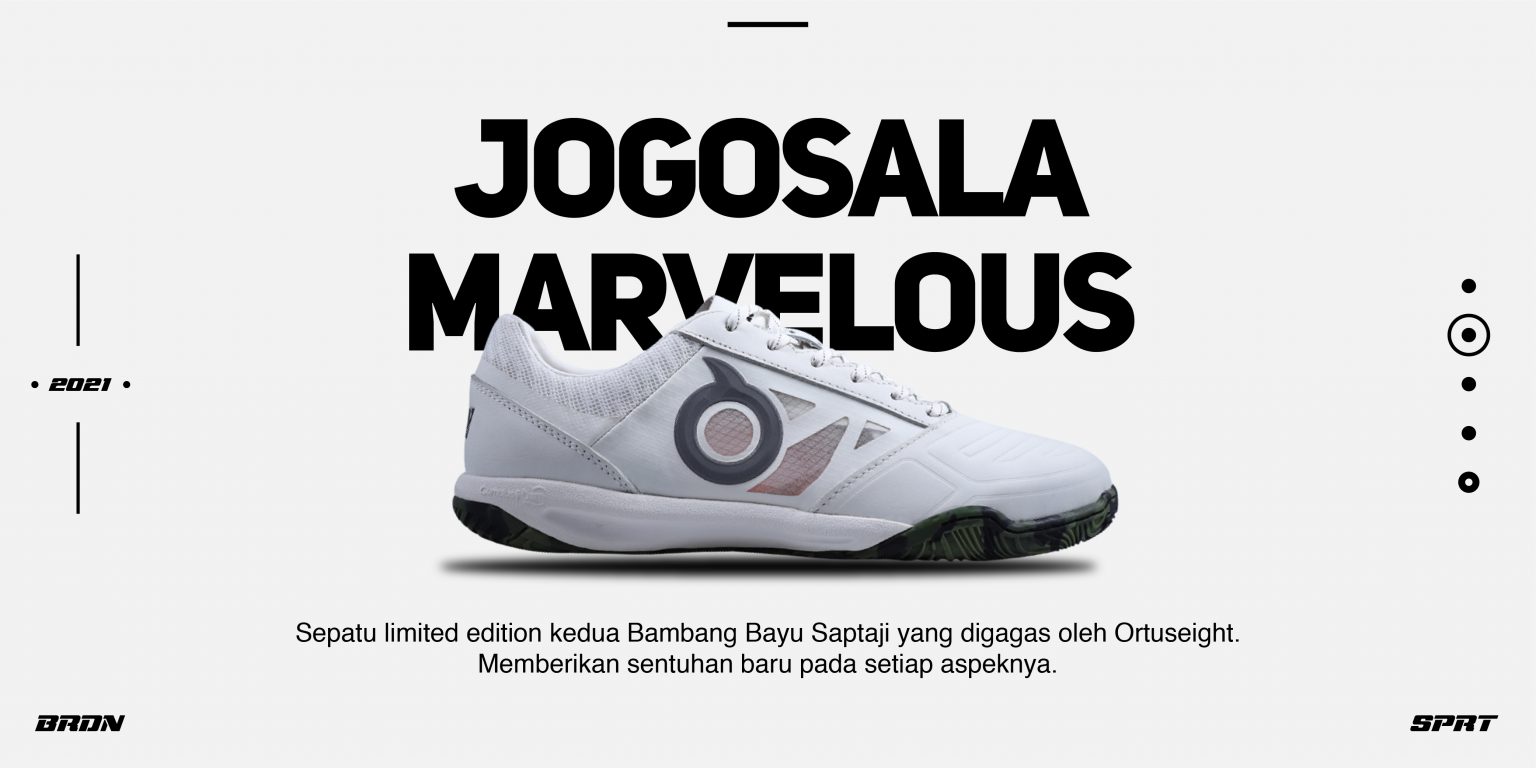 JOGOSALA
MARVELOUS
2021
Sepatu limited edition kedua Bambang Bayu Saptaji yang digagas oleh Ortuseight.
Memberikan sentuhan baru pada setiap aspeknya.
BRDN
SPRT